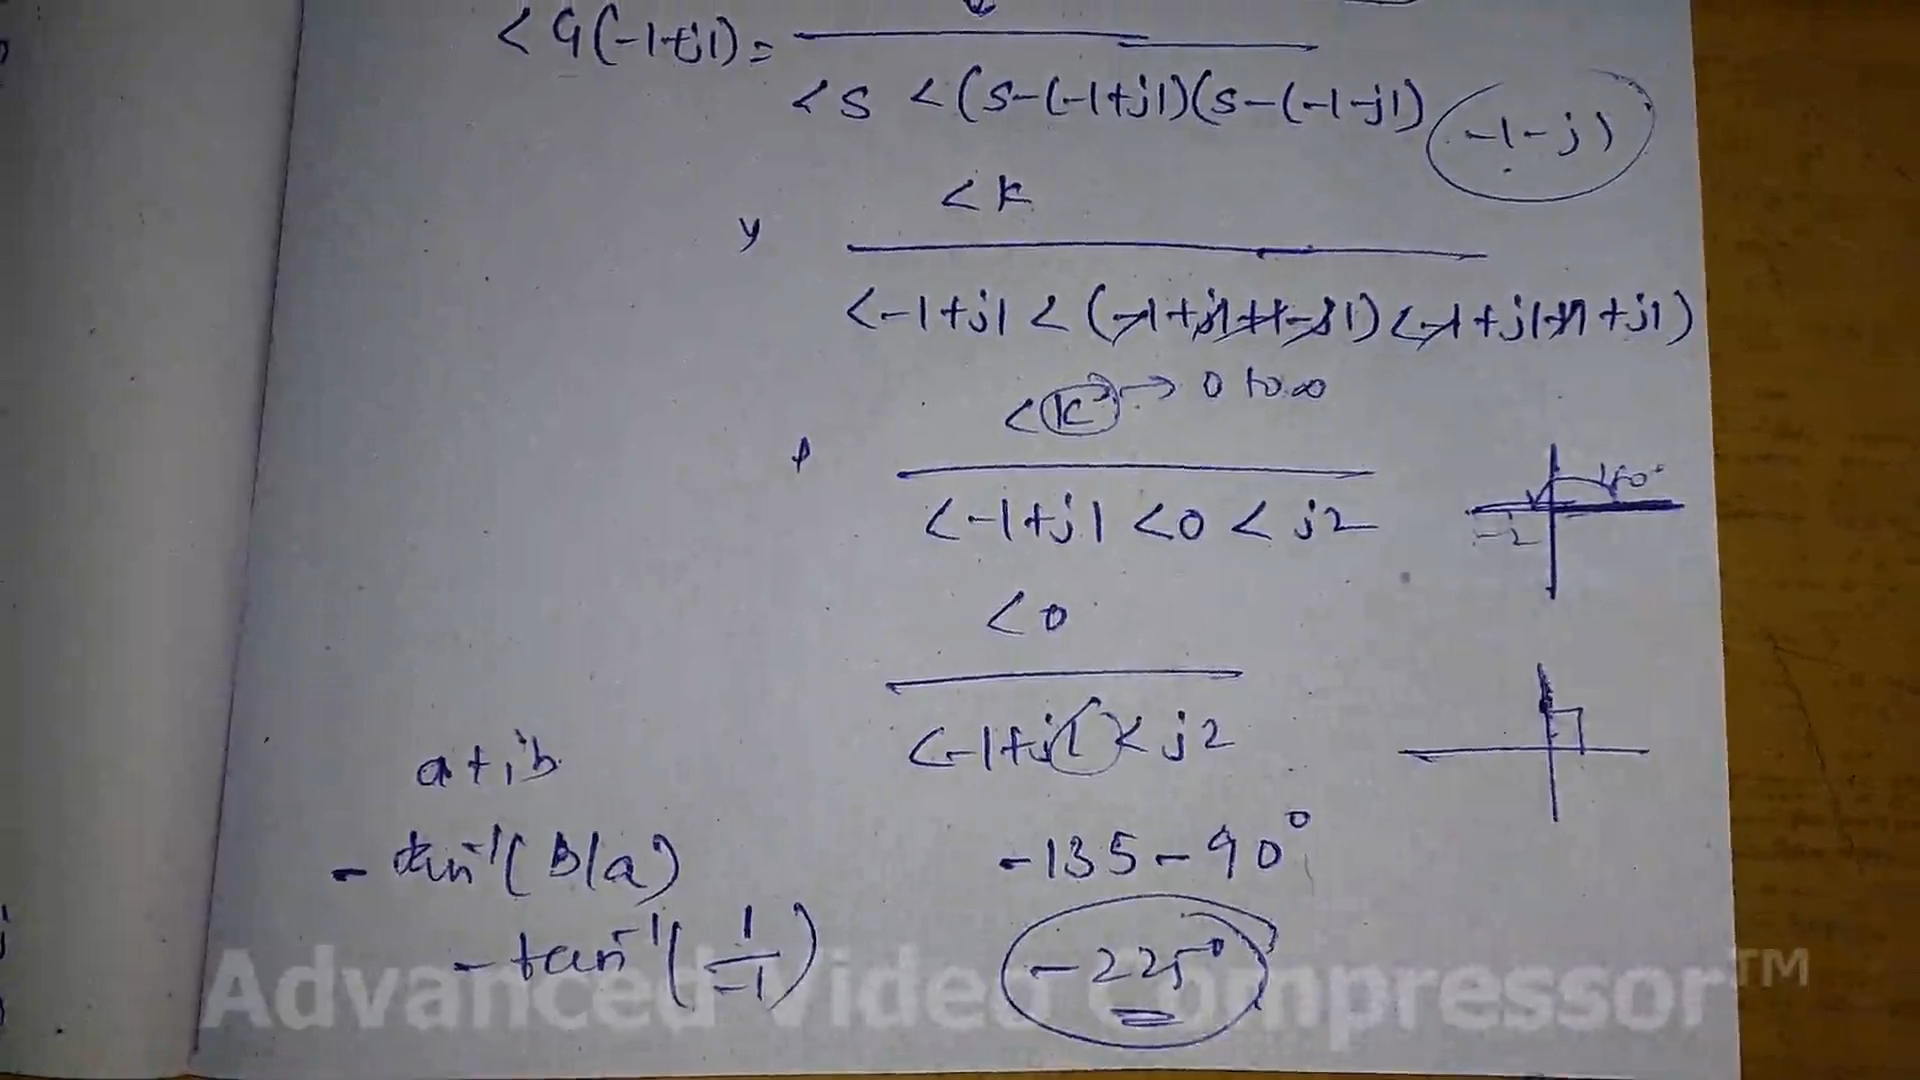 <G(-1+j1)=
<s <(s-(-1+j1)(s-(-1-j1)
-1-j1
<k
<-1+j1 <(-1+j1+1-j1) <-1+j1+1+j1)
<k → 0 to ∞
<-1+j1 <0 < j2
180°
-2
<0
<-1+j1 < j2
a+ib
-tan⁻¹(B/a)
-135-90°
-tan⁻¹(1/-1)
-225°
Advanced Video Compressor™